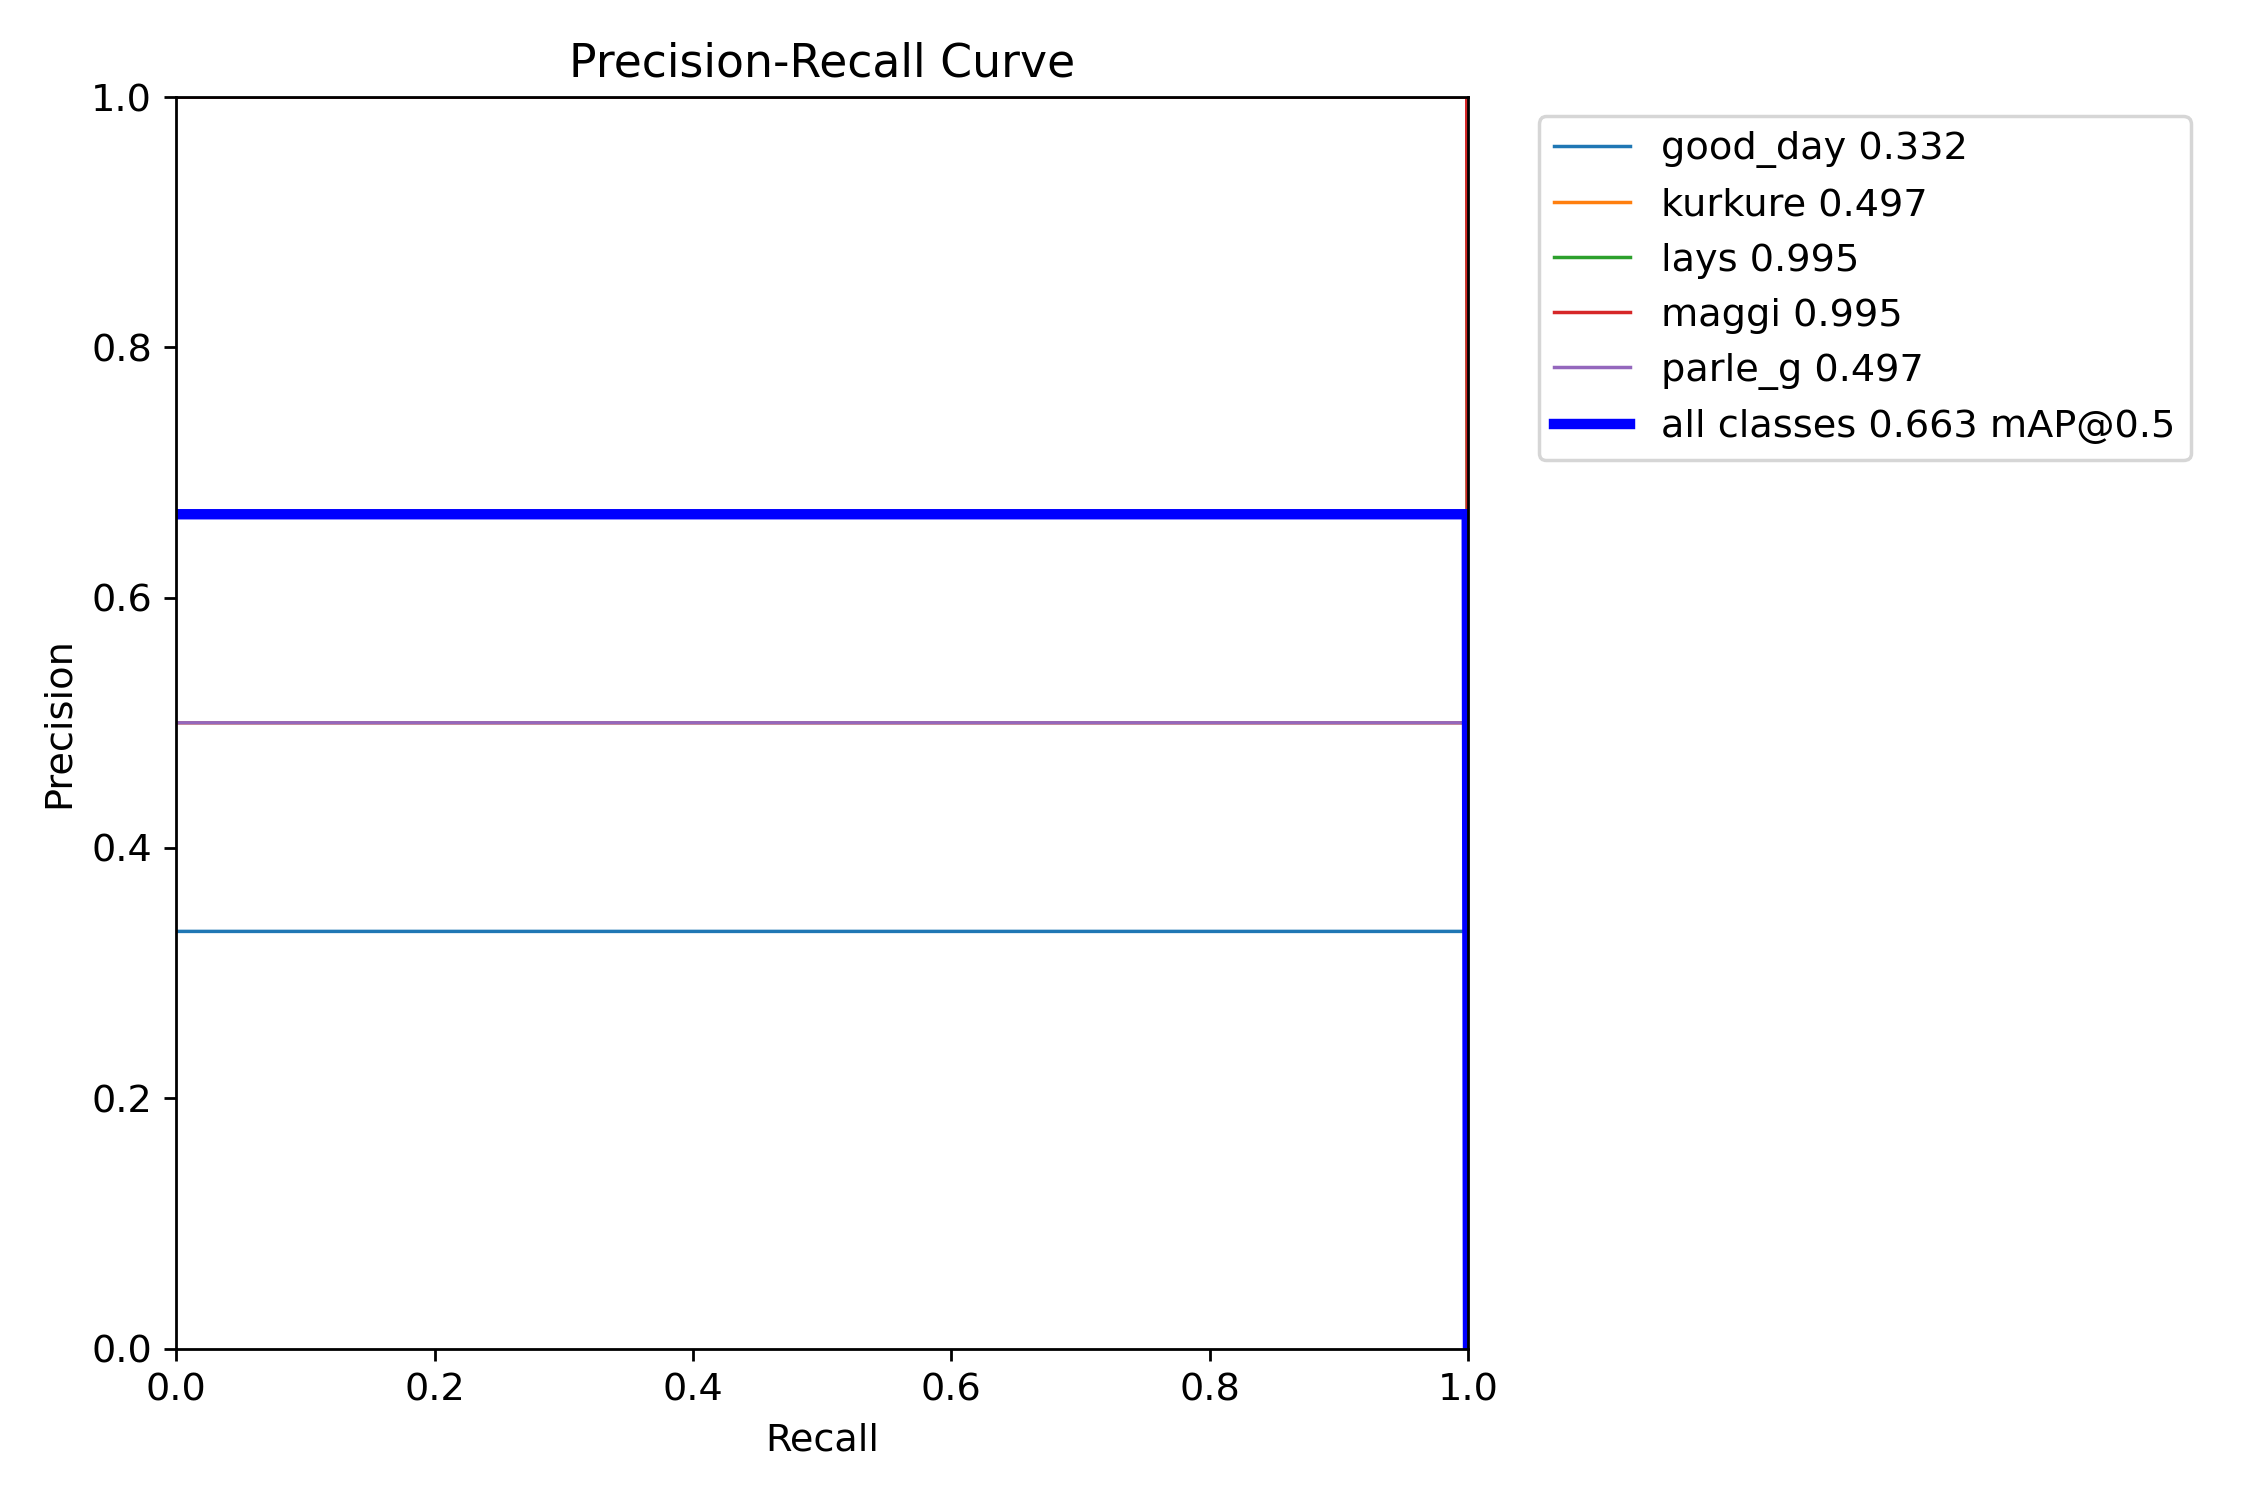 Precision-Recall Curve
1.0
0.8
0.6
0.4
0.2
0.0
Precision
0.0 0.2 0.4 0.6 0.8 1.0
Recall
good_day 0.332
kurkure 0.497
lays 0.995
maggi 0.995
parle_g 0.497
all classes 0.663 mAP@0.5